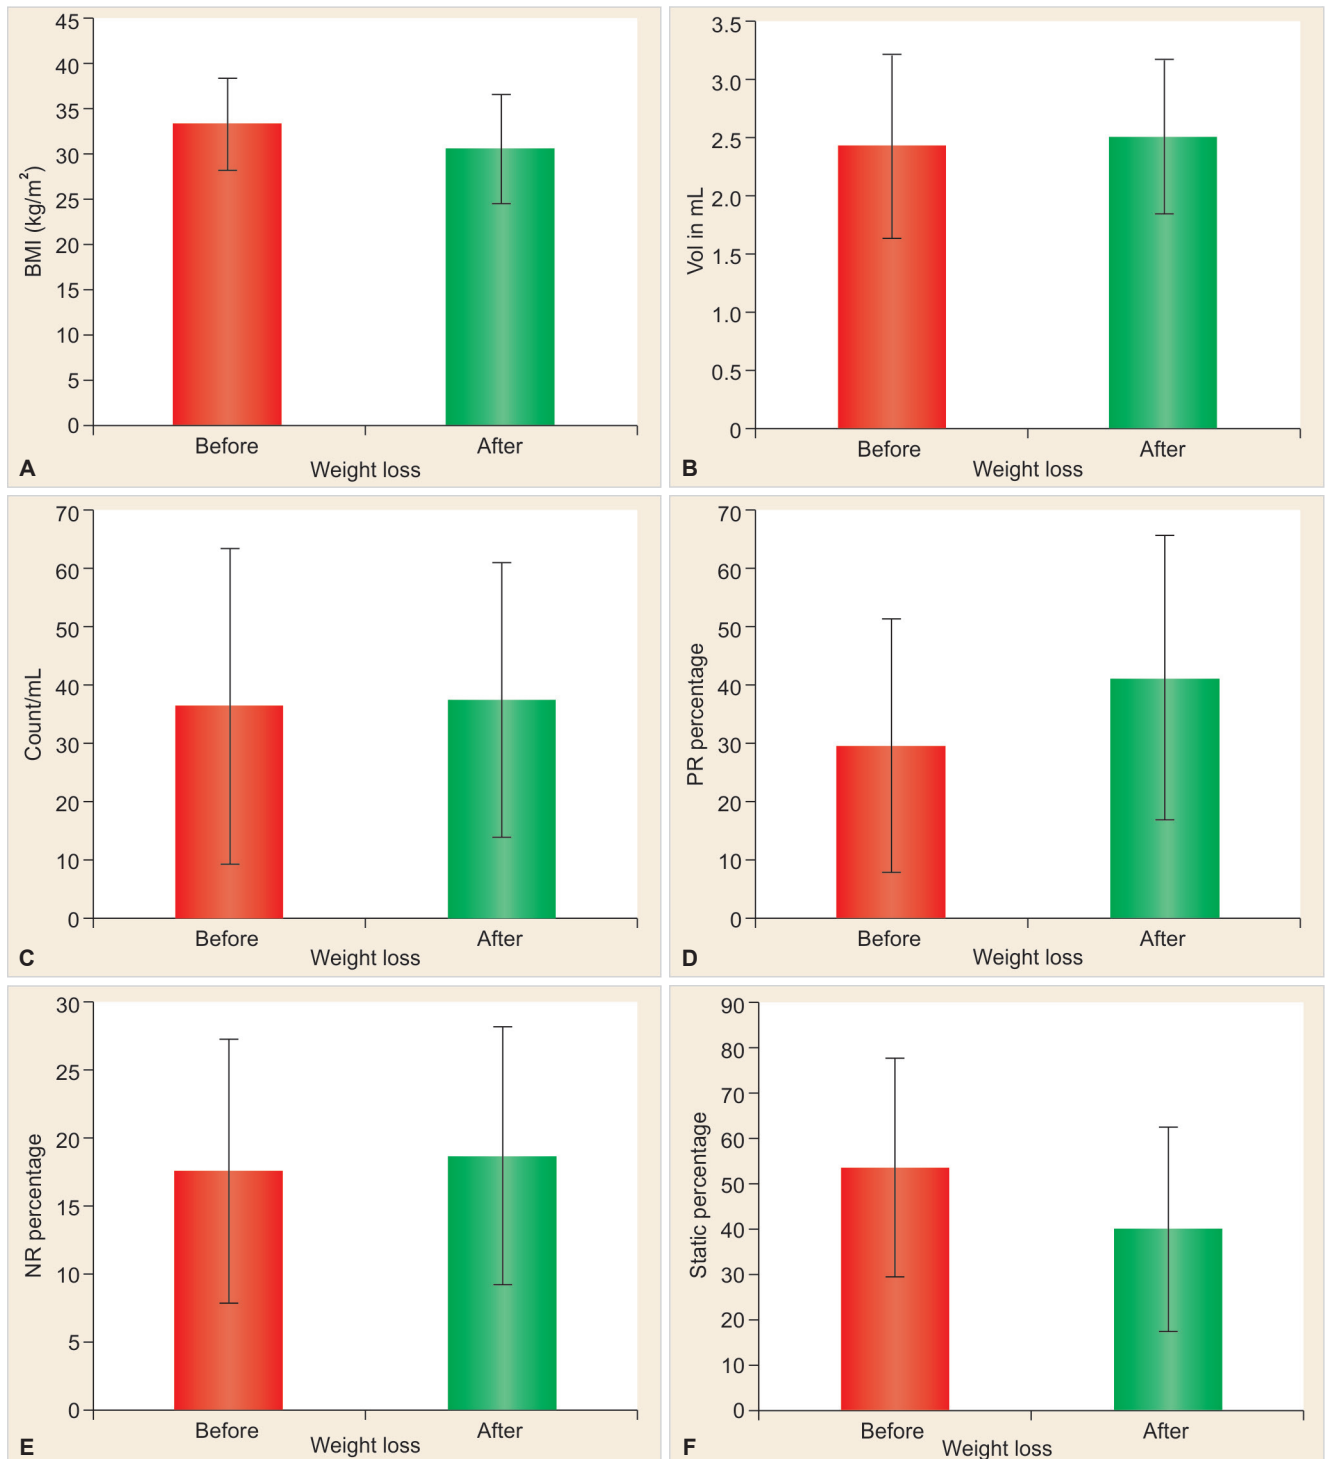 45
40
35
30
25
20
15
10
5
0
BMI (kg/m²)
Before After
Weight loss
A
3.5
3.0
2.5
2.0
1.5
1.0
0.5
0
Vol in mL
Before After
Weight loss
B
70
60
50
40
30
20
10
0
Count/mL
Before After
Weight loss
C
70
60
50
40
30
20
10
0
PR percentage
Before After
Weight loss
D
30
25
20
15
10
5
0
NR percentage
Before After
Weight loss
E
90
80
70
60
50
40
30
20
10
0
Static percentage
Before After
Weight loss
F